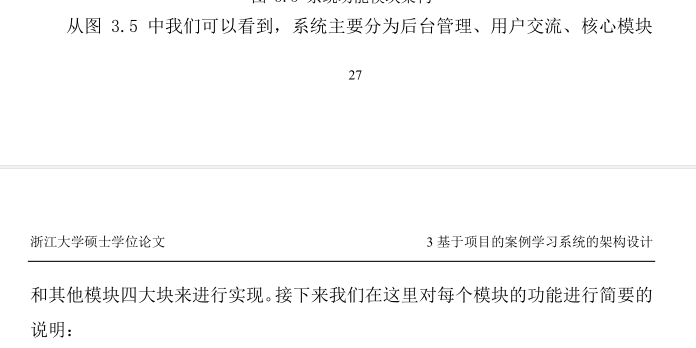 从图 3.5 中我们可以看到，系统主要分为后台管理、用户交流、核心模块
27
浙江大学硕士学位论文 3 基于项目的案例学习系统的架构设计
和其他模块四大块来进行实现。接下来我们在这里对每个模块的功能进行简要的
说明：